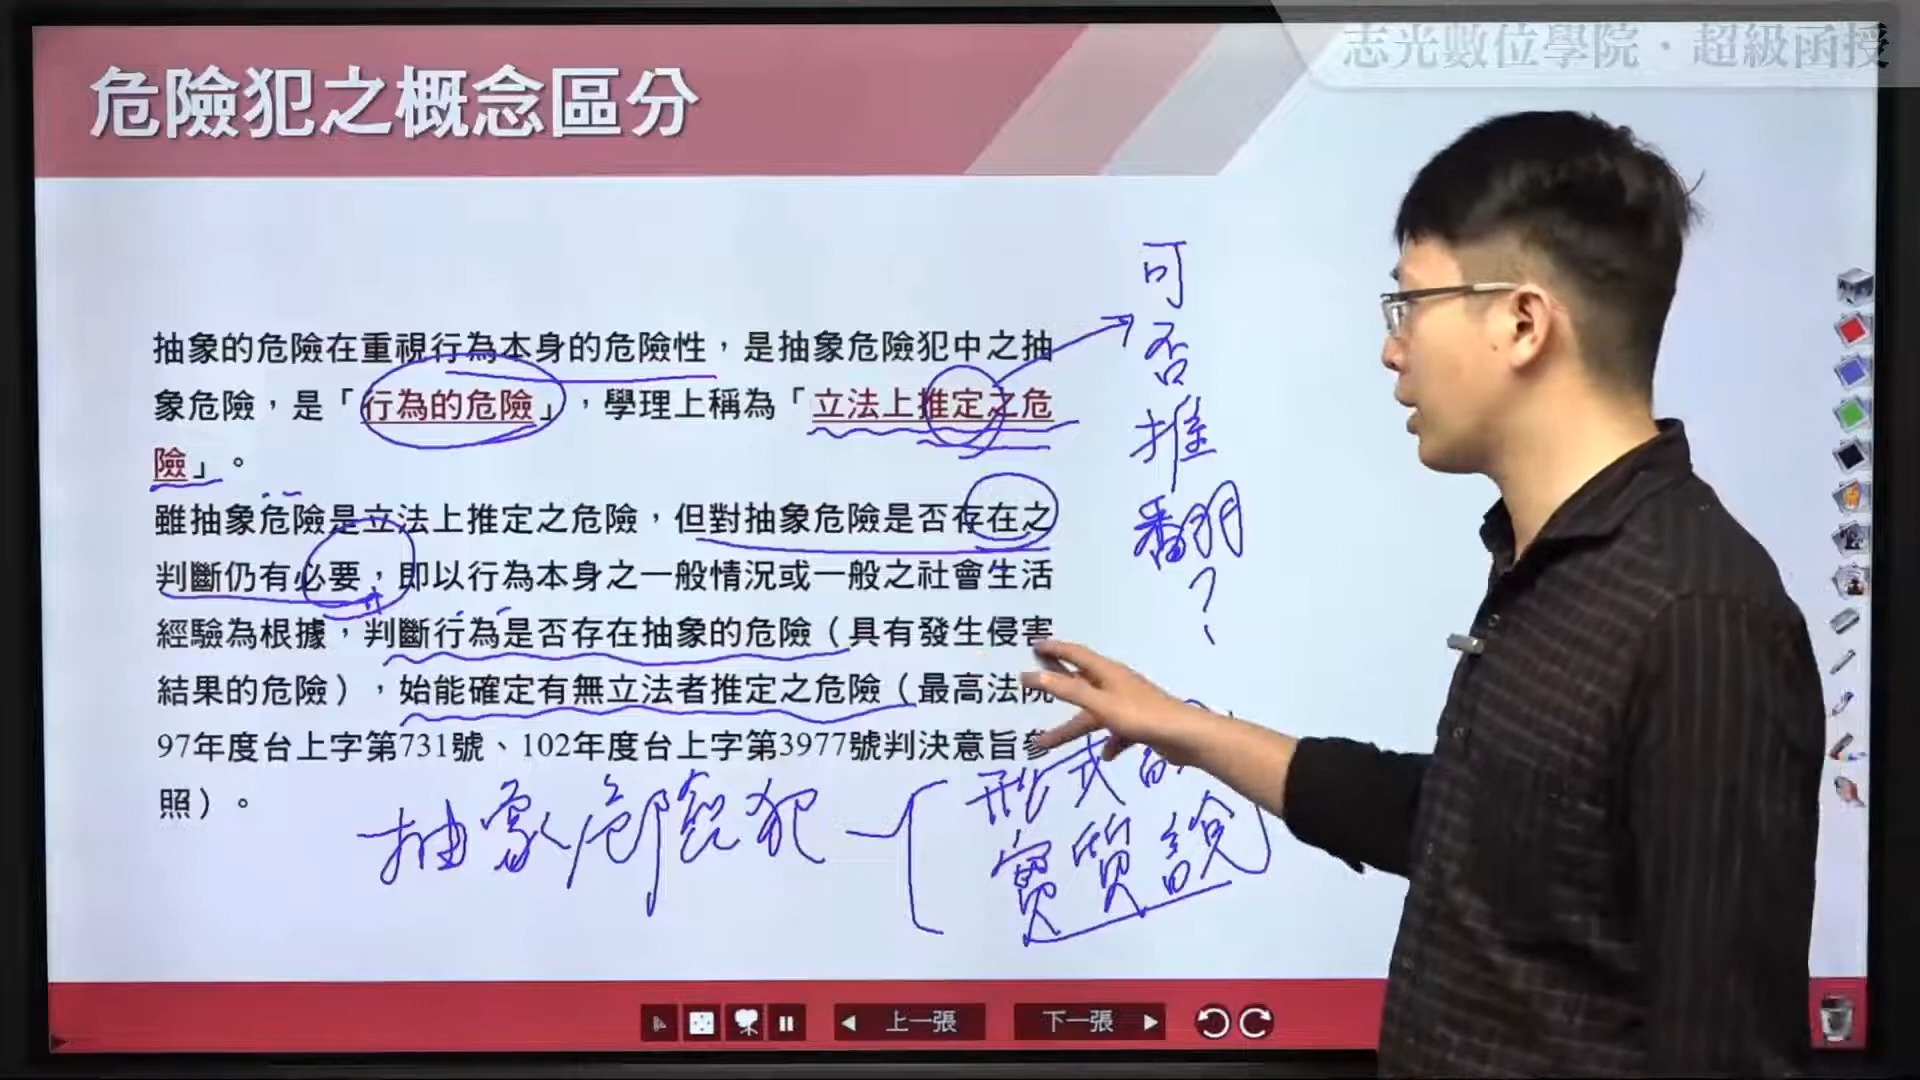 志光數位學院・超級函授
危險犯之概念區分
抽象的危險在重視行為本身的危險性，是抽象危險犯中之抽
象危險，是「行為的危險」，學理上稱為「立法上推定之危
險」。
雖抽象危險是立法上推定之危險，但對抽象危險是否存在之
判斷仍有必要，即以行為本身之一般情況或一般之社會生活
經驗為根據，判斷行為是否存在抽象的危險（具有發生侵害
結果的危險），始能確定有無立法者推定之危險（最高法院
97年度台上字第731號、102年度台上字第3977號判決意旨參
照）。
可否推翻？
抽象危險犯
形式
實質說
上一張
下一張